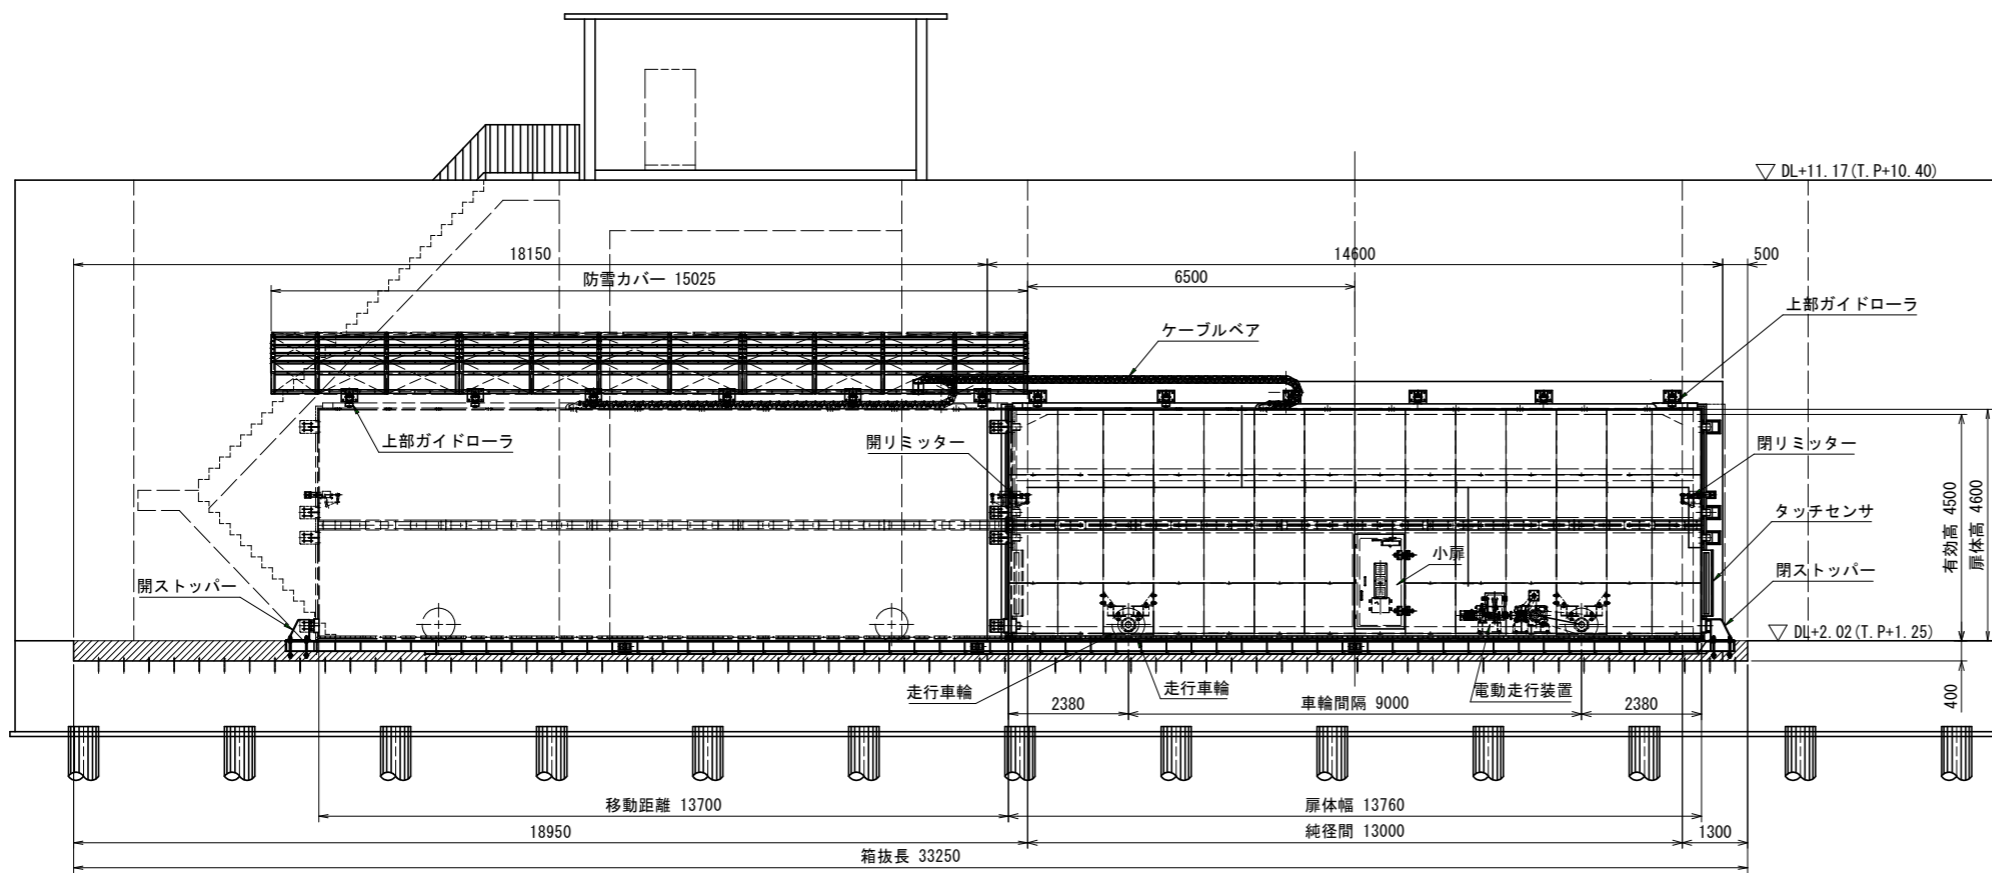 DL+11.17(T.P+10.40)
18150
14600
500
防雪カバー 15025
6500
上部ガイドローラ
ケーブルベア
上部ガイドローラ
開リミッター
閉リミッター
有効高 4500
扉体高 4600
タッチセンサ
小扉
開ストッパー
閉ストッパー
DL+2.02(T.P+1.25)
走行車輪
走行車輪
電動走行装置
400
2380
車輪間隔 9000
2380
移動距離 13700
扉体幅 13760
18950
純径間 13000
1300
箱抜長 33250